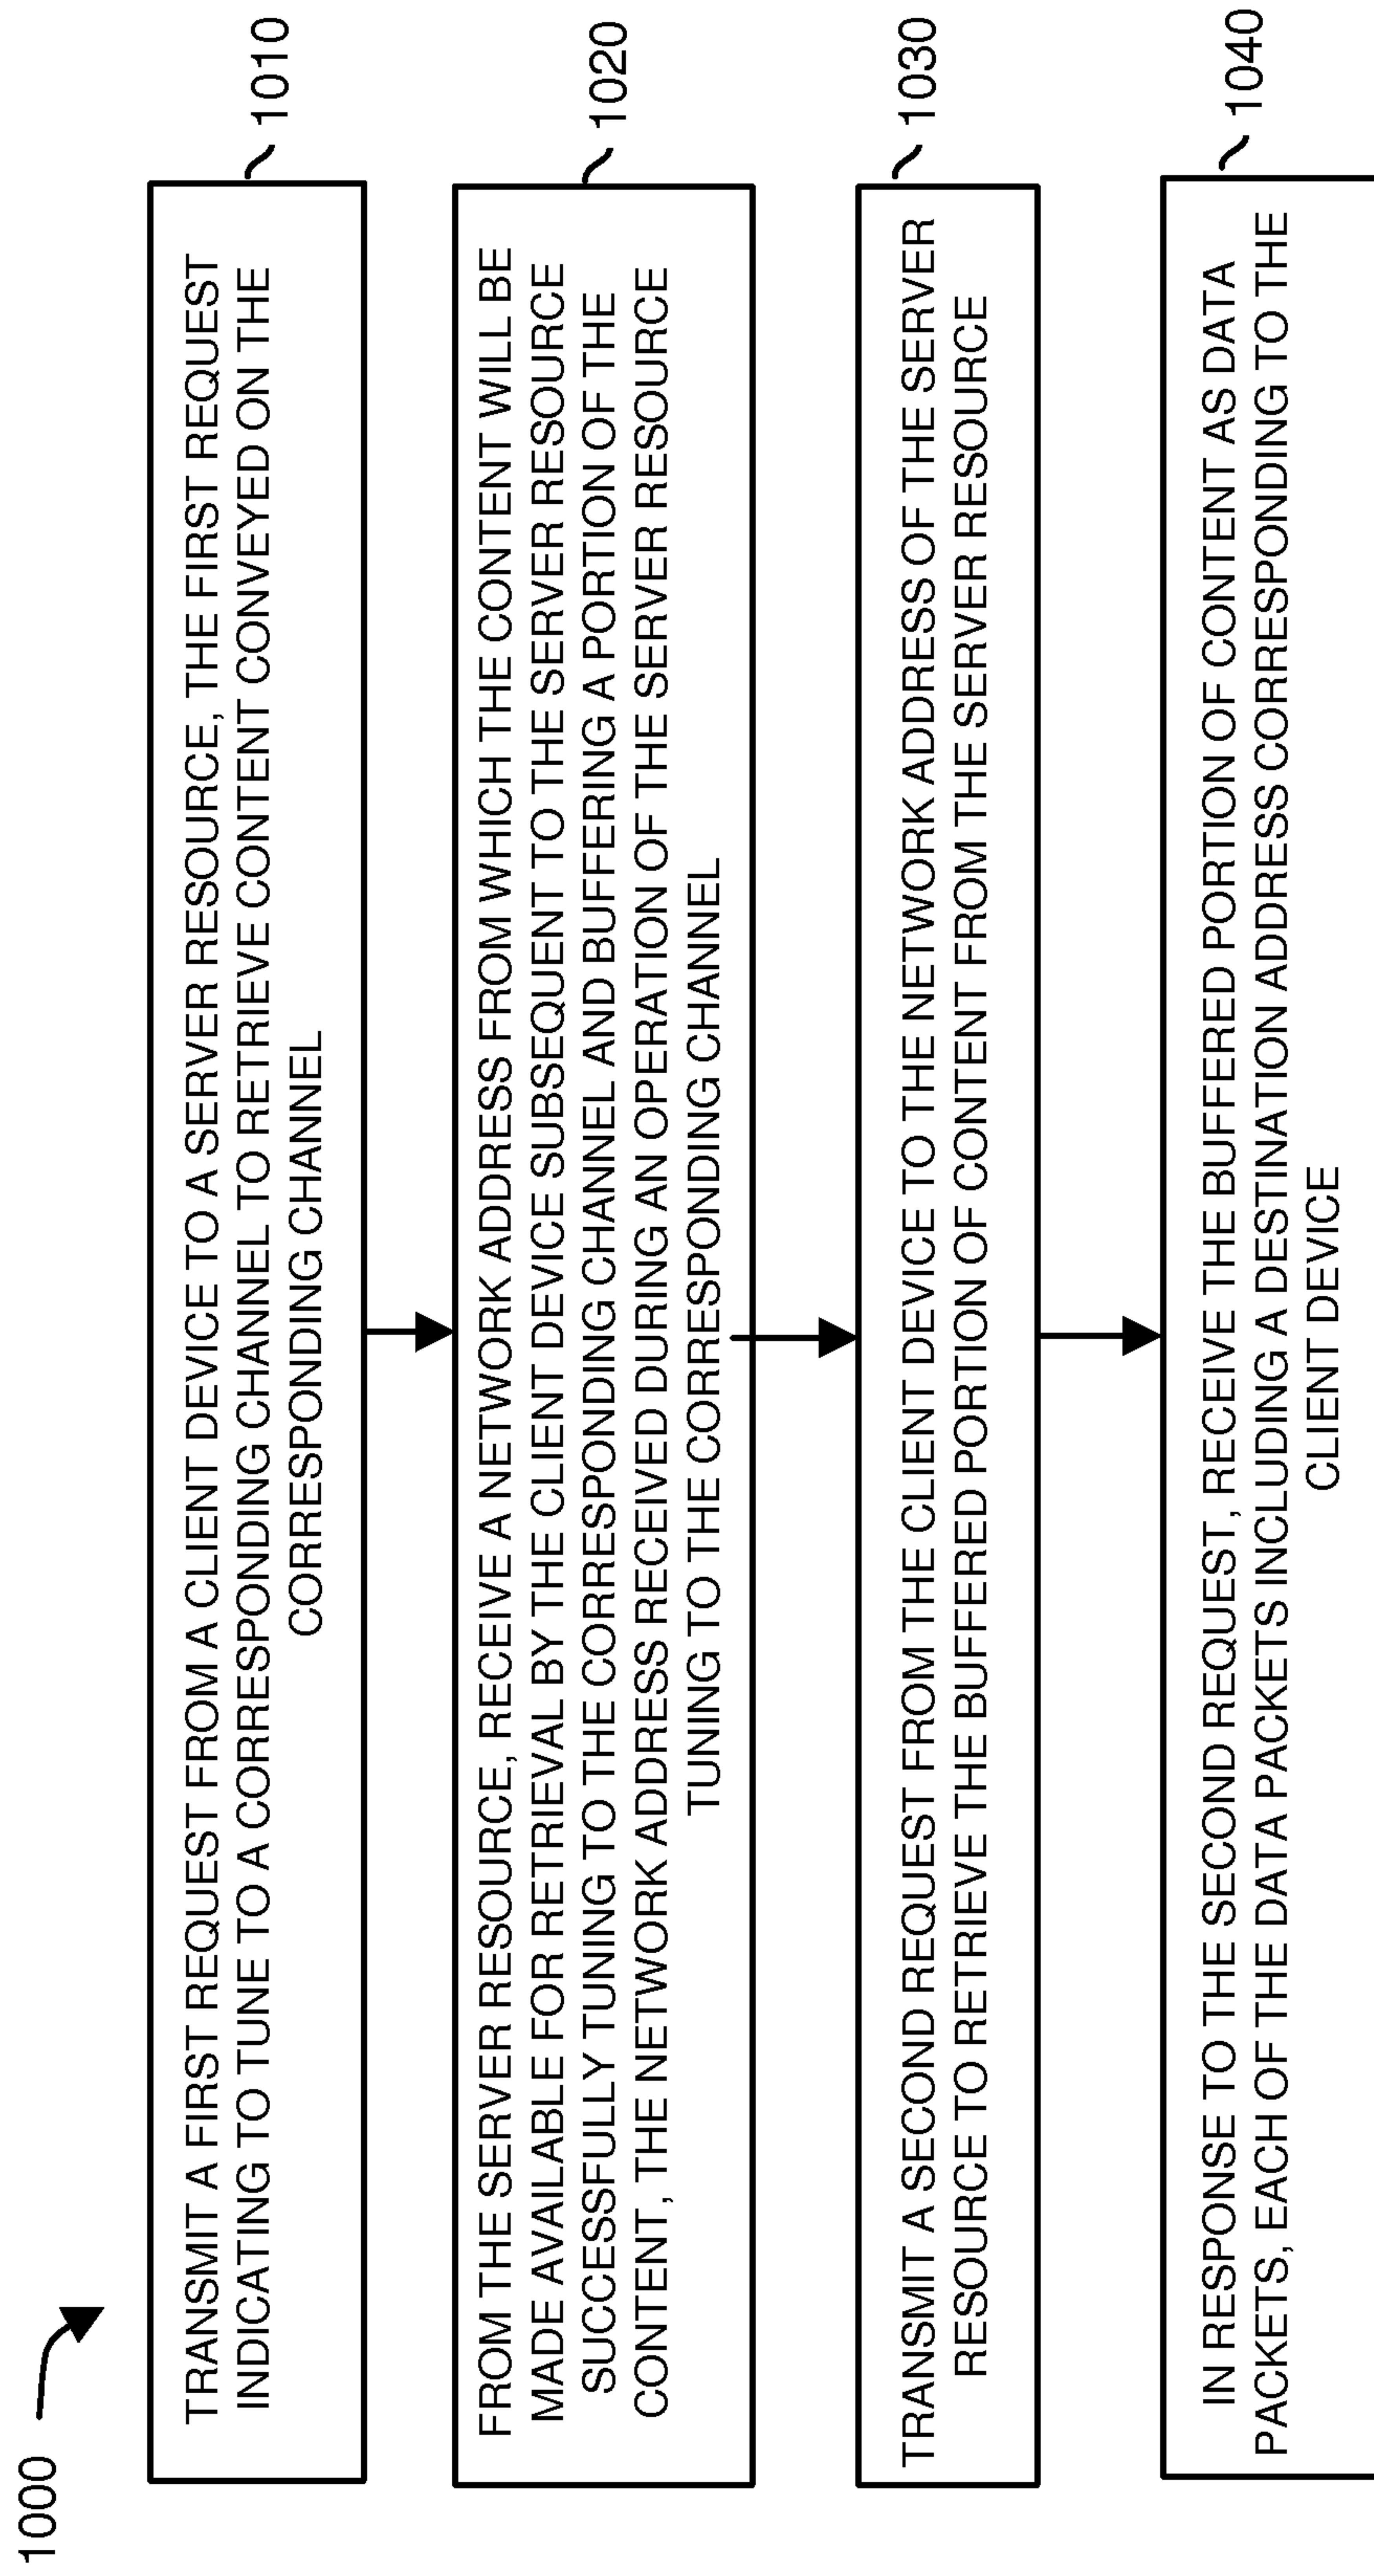 1000
TRANSMIT A FIRST REQUEST FROM A CLIENT DEVICE TO A SERVER RESOURCE, THE FIRST REQUEST
INDICATING TO TUNE TO A CORRESPONDING CHANNEL TO RETRIEVE CONTENT CONVEYED ON THE
CORRESPONDING CHANNEL
1010
FROM THE SERVER RESOURCE, RECEIVE A NETWORK ADDRESS FROM WHICH THE CONTENT WILL BE
MADE AVAILABLE FOR RETRIEVAL BY THE CLIENT DEVICE SUBSEQUENT TO THE SERVER RESOURCE
SUCCESSFULLY TUNING TO THE CORRESPONDING CHANNEL AND BUFFERING A PORTION OF THE
CONTENT, THE NETWORK ADDRESS RECEIVED DURING AN OPERATION OF THE SERVER RESOURCE
TUNING TO THE CORRESPONDING CHANNEL
1020
TRANSMIT A SECOND REQUEST FROM THE CLIENT DEVICE TO THE NETWORK ADDRESS OF THE SERVER
RESOURCE TO RETRIEVE THE BUFFERED PORTION OF CONTENT FROM THE SERVER RESOURCE
1030
IN RESPONSE TO THE SECOND REQUEST, RECEIVE THE BUFFERED PORTION OF CONTENT AS DATA
PACKETS, EACH OF THE DATA PACKETS INCLUDING A DESTINATION ADDRESS CORRESPONDING TO THE
CLIENT DEVICE
1040